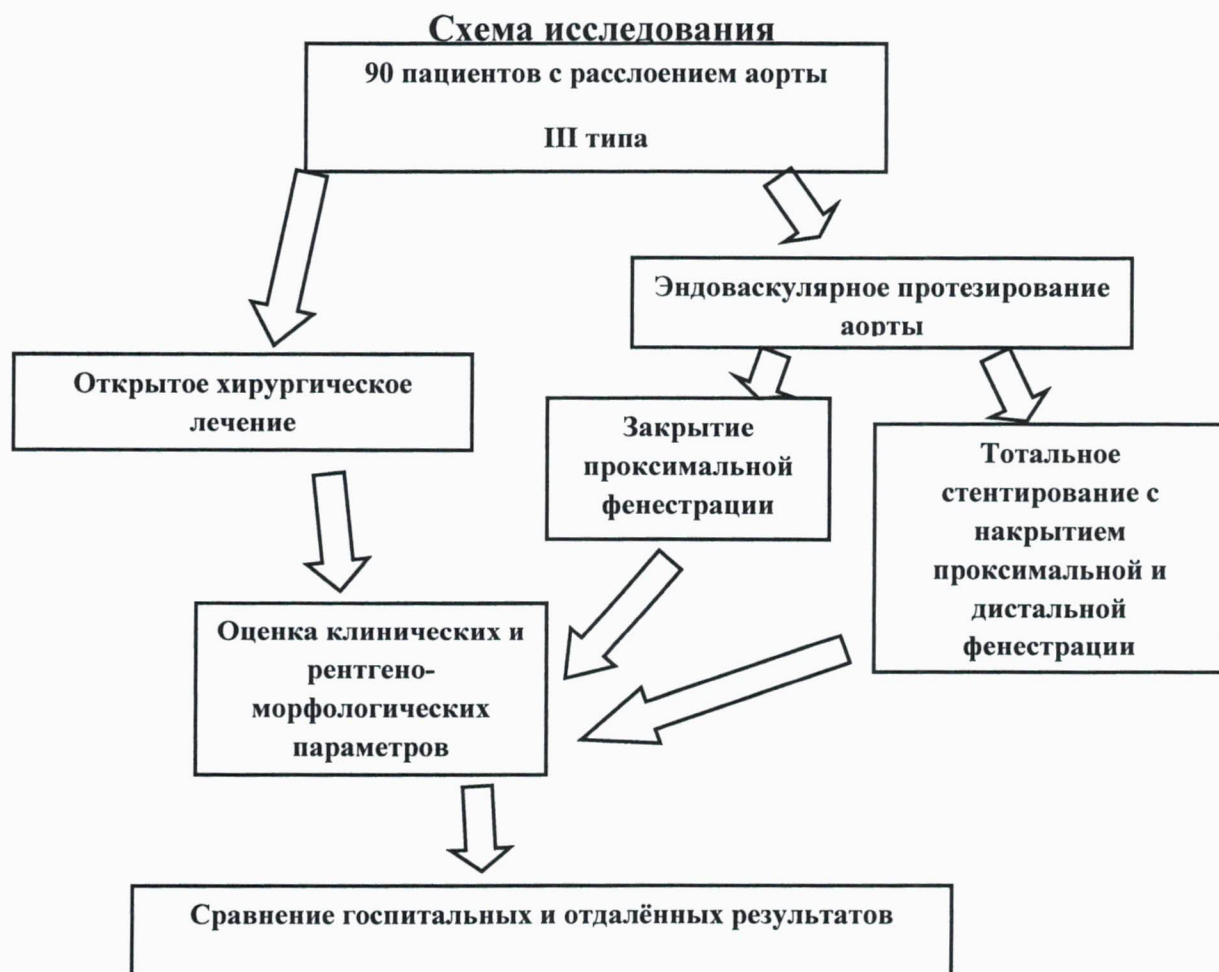 Схема исследования
90 пациентов с расслоением аорты
III типа
Эндоваскулярное протезирование
аорты
Открытое хирургическое
лечение
Закрытие
проксимальной
фенестрации
Тотальное
стентирование с
накрытием
проксимальной и
дистальной
фенестрации
Оценка клинических и
рентгено-
морфологических
параметров
Сравнение госпитальных и отдалённых результатов